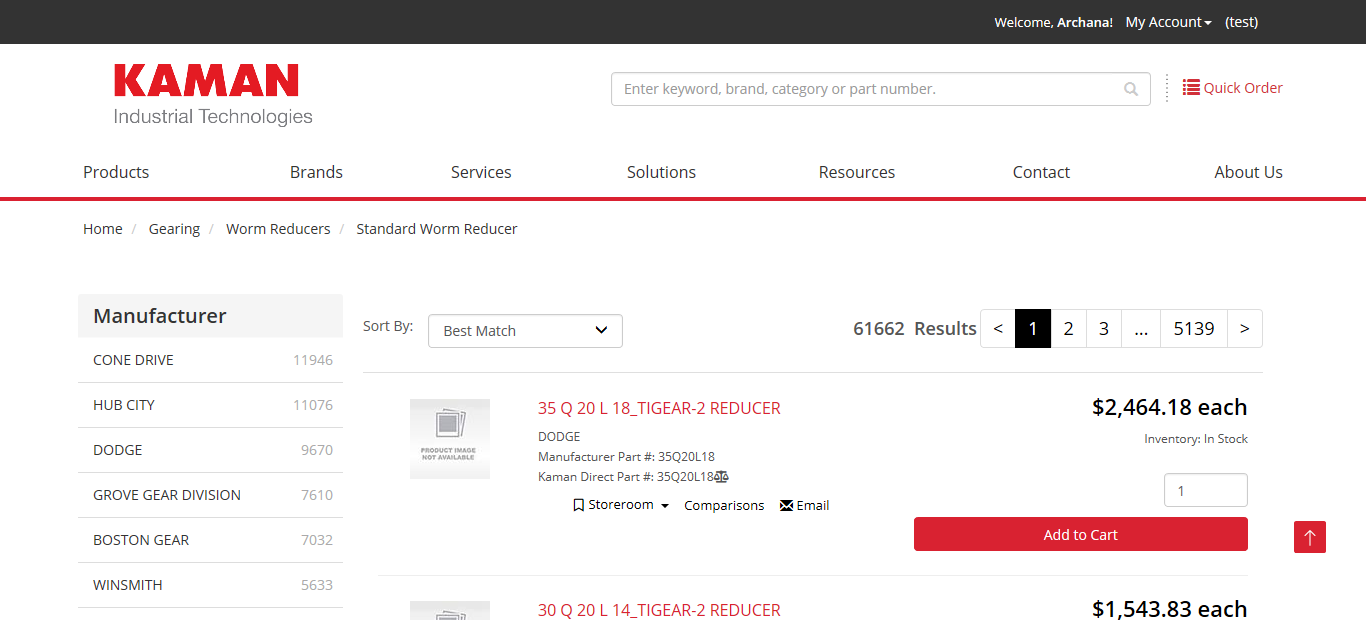 Welcome, Archana! My Account (test)
KAMAN
Industrial Technologies
Enter keyword, brand, category or part number.
Quick Order
Products Brands Services Solutions Resources Contact About Us
Home / Gearing / Worm Reducers / Standard Worm Reducer
Manufacturer
CONE DRIVE 11946
HUB CITY 11076
DODGE 9670
GROVE GEAR DIVISION 7610
BOSTON GEAR 7032
WINSMITH 5633
Sort By: Best Match
61662 Results < 1 2 3 ... 5139 >
PRODUCT IMAGE
NOT AVAILABLE
35 Q 20 L 18_TIGEAR-2 REDUCER
DODGE
Manufacturer Part #: 35Q20L18
Kaman Direct Part #: 35Q20L18
Storeroom Comparisons Email
$2,464.18 each
Inventory: In Stock
1
Add to Cart
30 Q 20 L 14_TIGEAR-2 REDUCER
$1,543.83 each